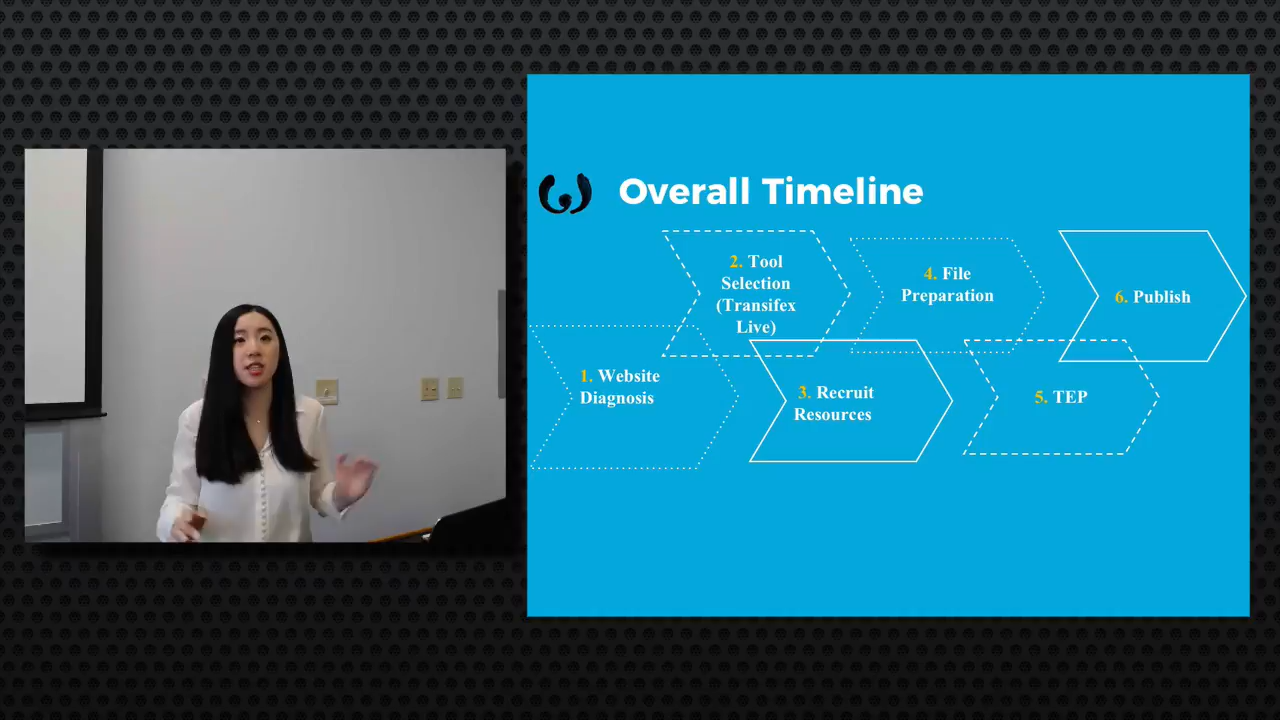 Overall Timeline
1. Website
Diagnosis
2. Tool
Selection
(Transifex
Live)
3. Recruit
Resources
4. File
Preparation
5. TEP
6. Publish